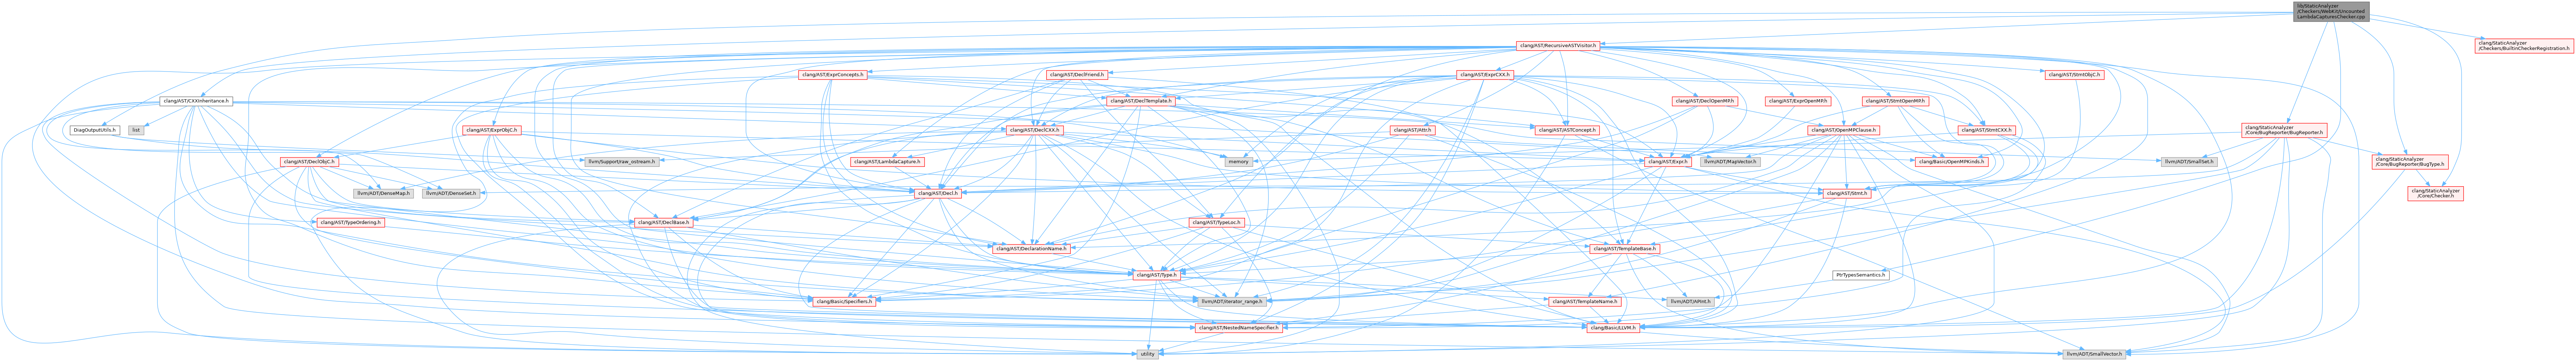 lib/StaticAnalyzer
/Checkers/WebKit/Uncounted
LambdaCapturesChecker.cpp
clang/AST/RecursiveASTVisitor.h
clang/StaticAnalyzer
/Checkers/BuiltinCheckerRegistration.h
clang/AST/ExprConcepts.h
clang/AST/DeclFriend.h
clang/AST/ExprCXX.h
clang/AST/StmtObjC.h
clang/AST/CXXInheritance.h
clang/AST/DeclTemplate.h
clang/AST/DeclOpenMP.h
clang/AST/ExprOpenMP.h
clang/AST/StmtOpenMP.h
DiagOutputUtils.h
list
clang/AST/ExprObjC.h
clang/AST/DeclCXX.h
clang/AST/Attr.h
clang/AST/ASTConcept.h
clang/AST/OpenMPClause.h
clang/AST/StmtCXX.h
clang/StaticAnalyzer
/Core/BugReporter/BugReporter.h
clang/AST/DeclObjC.h
llvm/Support/raw_ostream.h
clang/AST/LambdaCapture.h
memory
clang/AST/Expr.h
llvm/ADT/MapVector.h
clang/Basic/OpenMPKinds.h
llvm/ADT/SmallSet.h
clang/StaticAnalyzer
/Core/BugReporter/BugType.h
llvm/ADT/DenseMap.h
llvm/ADT/DenseSet.h
clang/AST/Decl.h
clang/AST/Stmt.h
clang/StaticAnalyzer
/Core/Checker.h
clang/AST/TypeOrdering.h
clang/AST/DeclBase.h
clang/AST/TypeLoc.h
clang/AST/DeclarationName.h
clang/AST/TemplateBase.h
clang/AST/Type.h
PtrTypesSemantics.h
clang/Basic/Specifiers.h
llvm/ADT/iterator_range.h
clang/AST/TemplateName.h
llvm/ADT/APInt.h
clang/AST/NestedNameSpecifier.h
clang/Basic/LLVM.h
utility
llvm/ADT/SmallVector.h